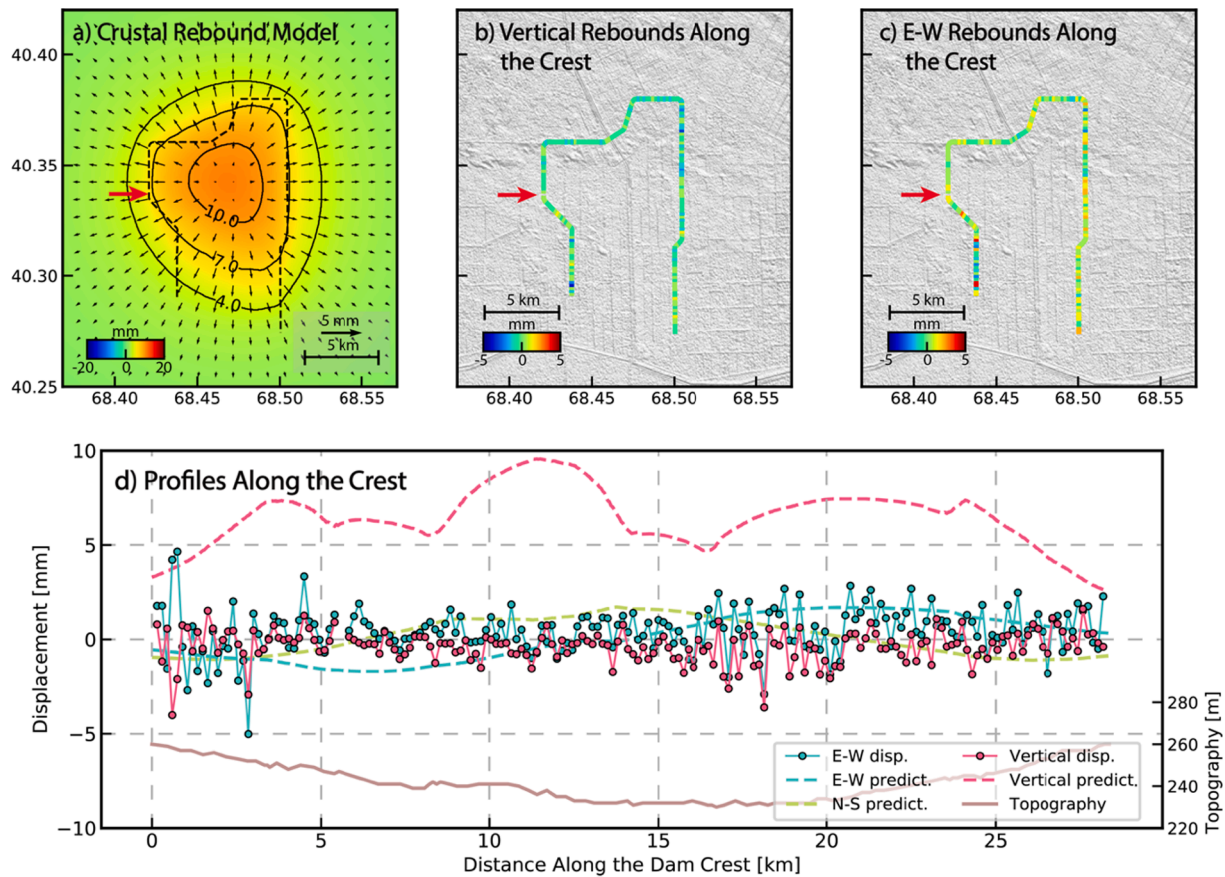 a) Crustal Rebound Model
40.40
40.35
40.30
40.25
68.40 68.45 68.50 68.55
10.0
7.0
4.0
mm
-20 0 20
5 mm
5 km
b) Vertical Rebounds Along
the Crest
5 km
mm
-5 0 5
68.40 68.45 68.50 68.55
c) E-W Rebounds Along
the Crest
5 km
mm
-5 0 5
68.40 68.45 68.50 68.55
d) Profiles Along the Crest
Displacement [mm]
10
5
0
−5
−10
0 5 10 15 20 25
Distance Along the Dam Crest [km]
280
260
240
220
Topography [m]
E-W disp.
E-W predict.
N-S predict.
Vertical disp.
Vertical predict.
Topography